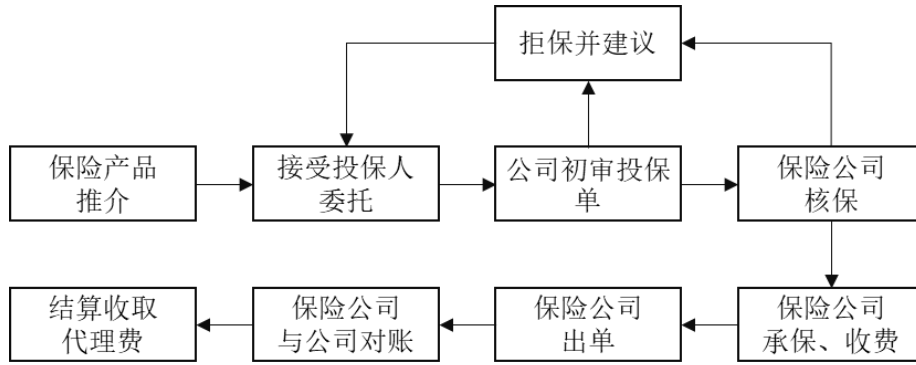 拒保并建议
保险产品
推介
接受投保人
委托
公司初审投保
单
保险公司
核保
结算收取
代理费
保险公司
与公司对账
保险公司
出单
保险公司
承保、收费